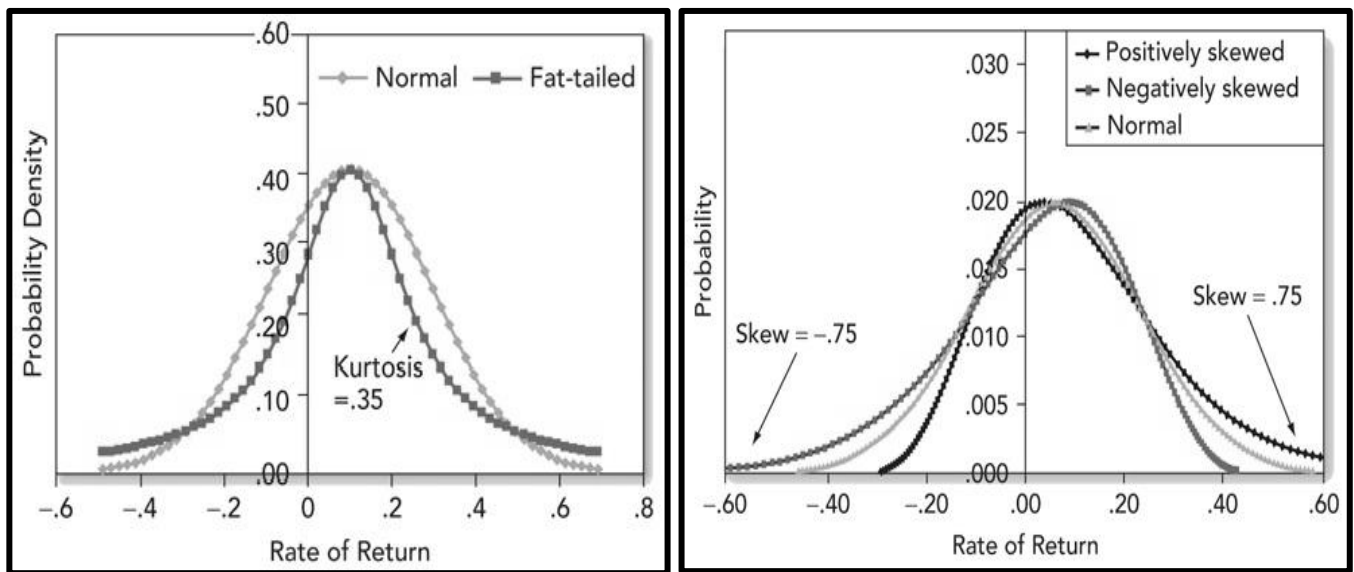 .60
.50
.40
.30
.20
.10
.00
Probability Density
Normal
Fat-tailed
Kurtosis
=.35
–.6
–.4
–.2
0
.2
.4
.6
.8
Rate of Return
.030
.025
.020
.015
.010
.005
.000
Probability
Positively skewed
Negatively skewed
Normal
Skew = –.75
Skew = .75
–.60
–.40
–.20
.00
.20
.40
.60
Rate of Return